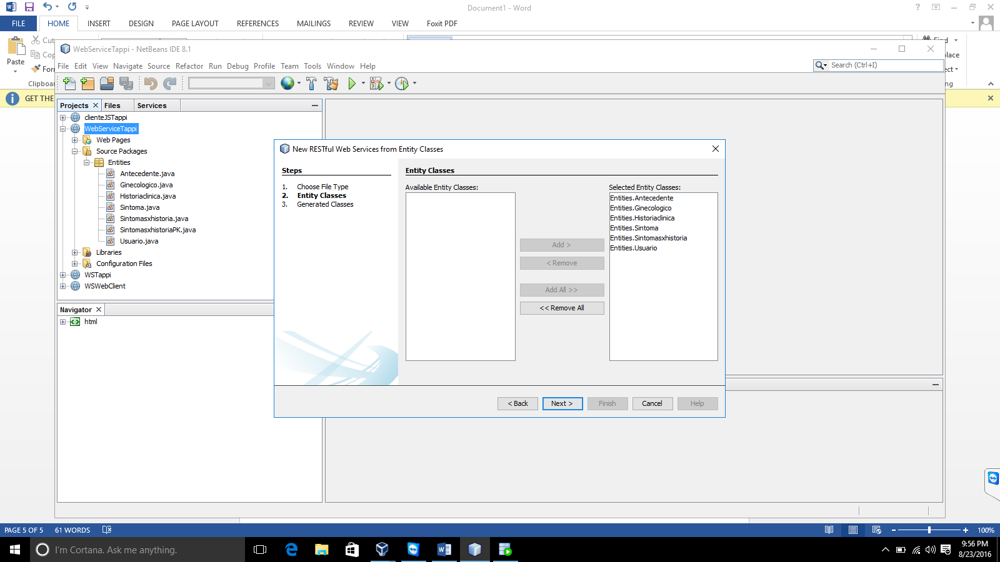 Document1 - Word
FILE HOME INSERT DESIGN PAGE LAYOUT REFERENCES MAILINGS REVIEW VIEW Foxit PDF
Paste
Clipboar
GET THE
WebServiceTappi - NetBeans IDE 8.1
File Edit View Navigate Source Refactor Run Debug Profile Team Tools Window Help
Search (Ctrl+I)
Projects Files Services
clienteJSTappi
WebServiceTappi
Web Pages
Source Packages
Entities
Antecedente.java
Ginecologico.java
Historiaclinica.java
Sintoma.java
Sintomasxhistoria.java
SintomasxhistoriaPK.java
Usuario.java
Libraries
Configuration Files
WSTappi
WSWebClient
Navigator
html
New RESTful Web Services from Entity Classes
Steps
1. Choose File Type
2. Entity Classes
3. Generated Classes
Entity Classes
Available Entity Classes:
Add >
< Remove
Add All >>
<< Remove All
Selected Entity Classes:
Entities.Antecedente
Entities.Ginecologico
Entities.Historiaclinica
Entities.Sintoma
Entities.Sintomasxhistoria
Entities.Usuario
< Back Next > Finish Cancel Help
PAGE 5 OF 5 61 WORDS 100%
I'm Cortana. Ask me anything.
9:56 PM
8/23/2016